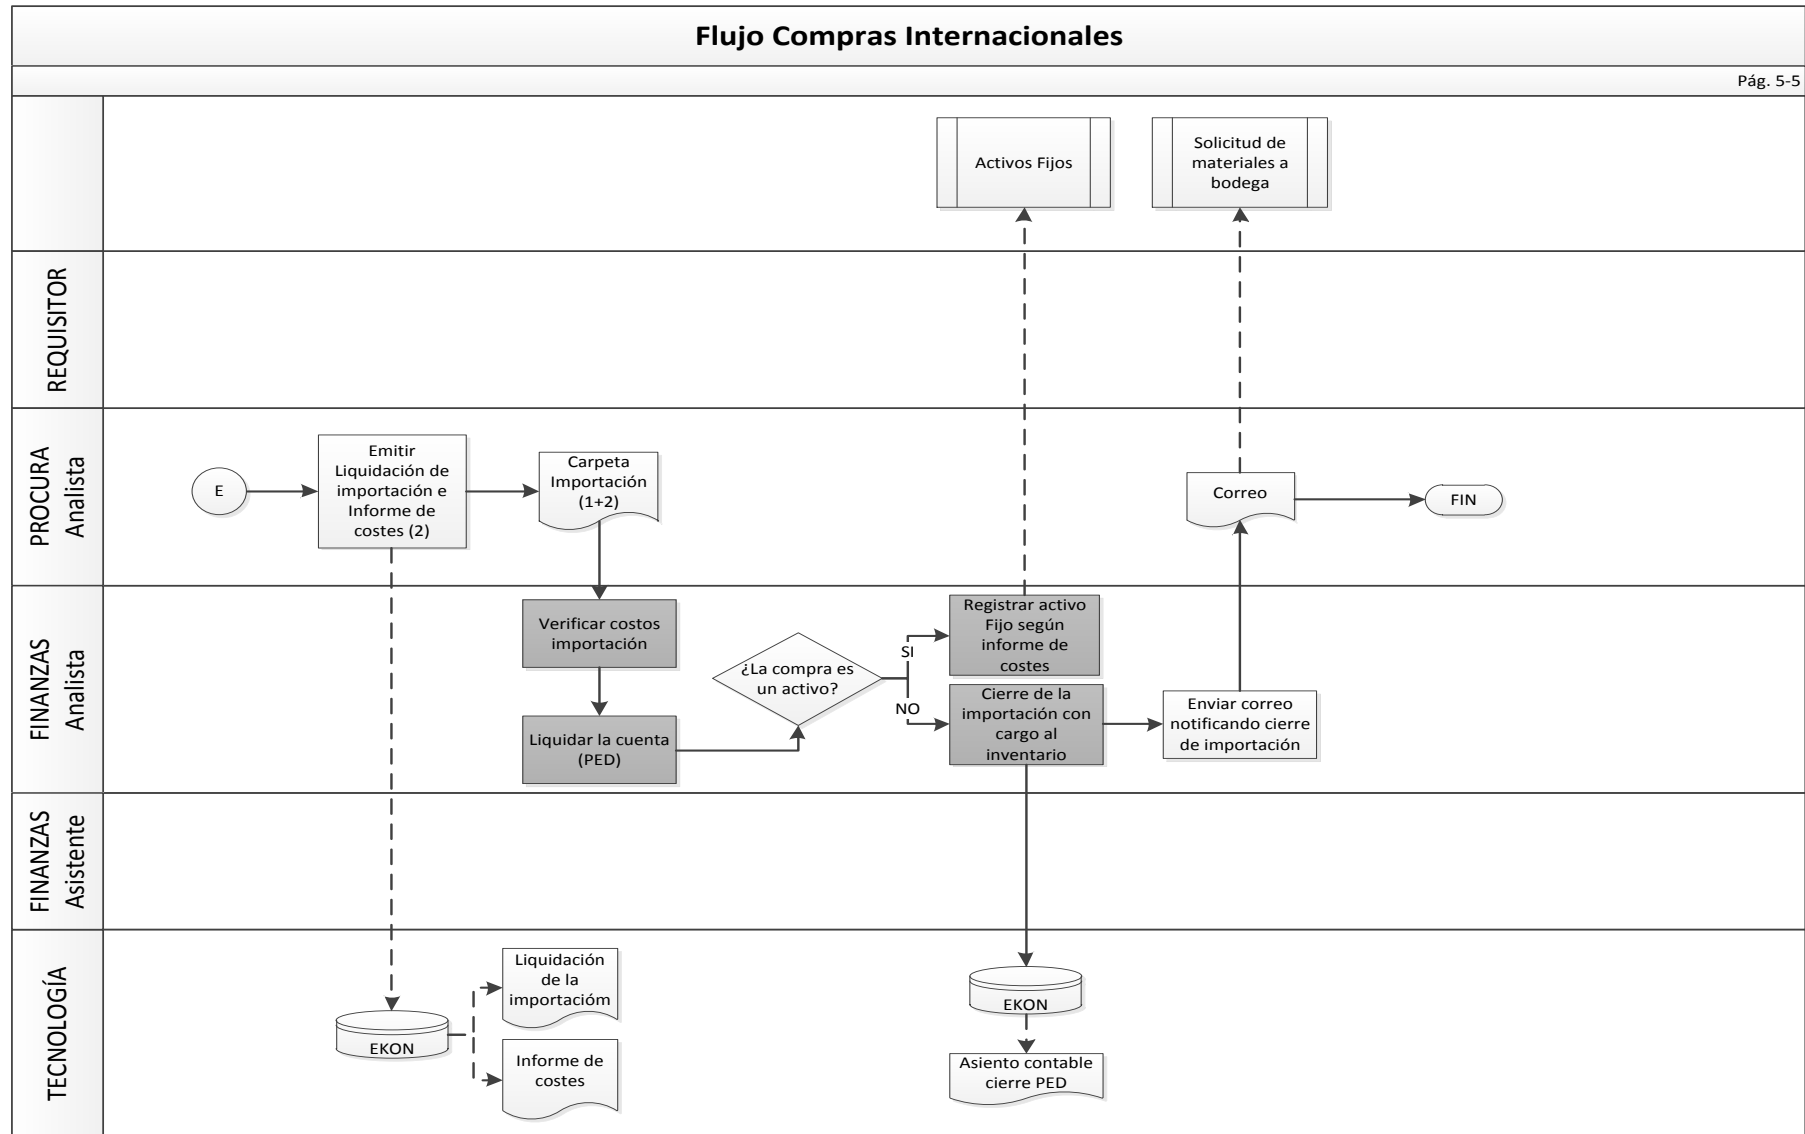 Flujo Compras Internacionales
Pág. 5-5
Activos Fijos
Solicitud de
materiales a
bodega
REQUISITOR
PROCURA
Analista
E
Emitir
Liquidación de
importación e
Informe de
costes (2)
Carpeta
Importación
(1+2)
Correo
FIN
FINANZAS
Analista
Verificar costos
importación
Liquidar la cuenta
(PED)
¿La compra es
un activo?
SI
NO
Registrar activo
Fijo según
informe de
costes
Cierre de la
importación con
cargo al
inventario
Enviar correo
notificando cierre
de importación
FINANZAS
Asistente
TECNOLOGÍA
EKON
Liquidación
de la
importacióm
Informe de
costes
EKON
Asiento contable
cierre PED